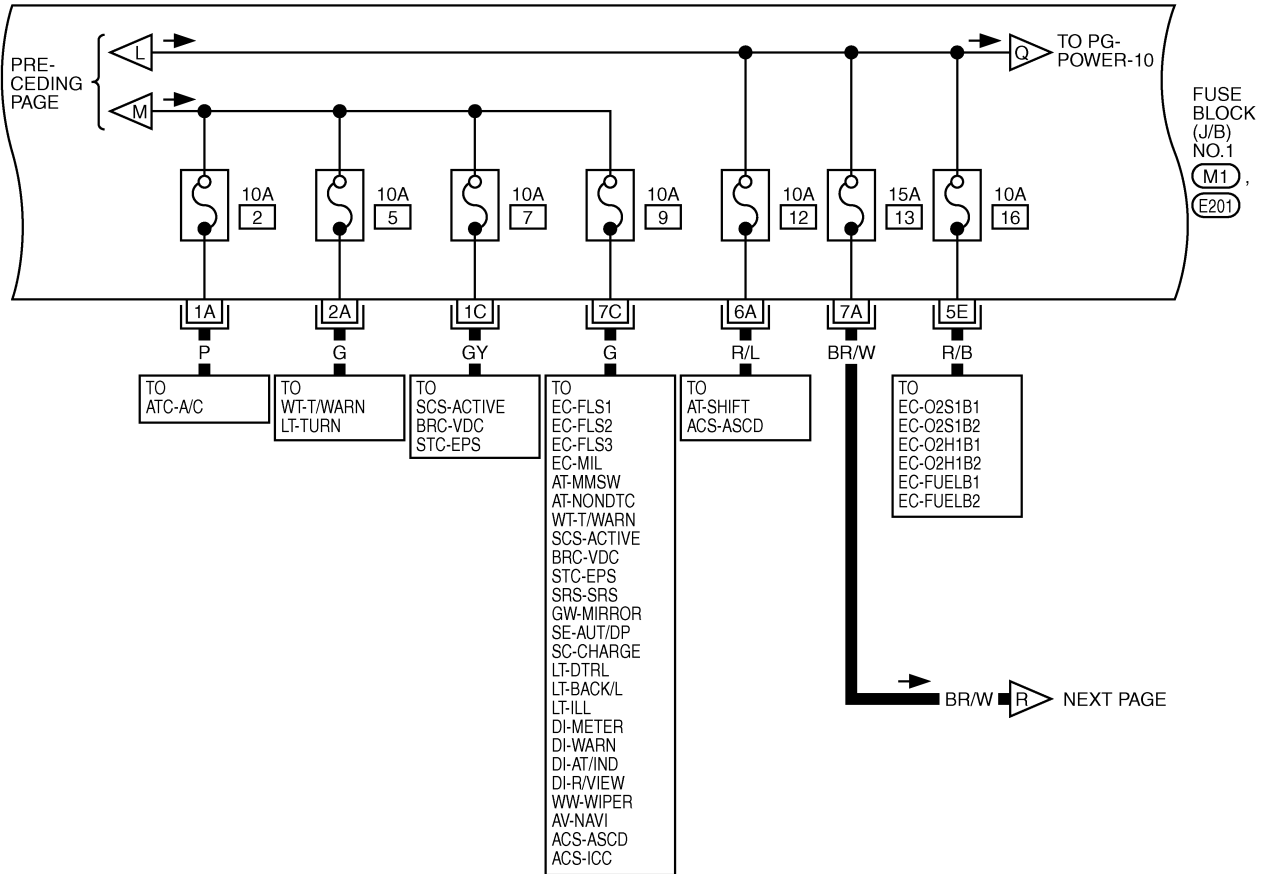 PRE-
CEDING
PAGE
L
M
Q
TO PG-
POWER-10
FUSE
BLOCK
(J/B)
NO.1
M1 ,
E201
10A
2
10A
5
10A
7
10A
9
10A
12
15A
13
10A
16
1A
2A
1C
7C
6A
7A
5E
P
G
GY
G
R/L
BR/W
R/B
TO
ATC-A/C
TO
WT-T/WARN
LT-TURN
TO
SCS-ACTIVE
BRC-VDC
STC-EPS
TO
EC-FLS1
EC-FLS2
EC-FLS3
EC-MIL
AT-MMSW
AT-NONDTC
WT-T/WARN
SCS-ACTIVE
BRC-VDC
STC-EPS
SRS-SRS
GW-MIRROR
SE-AUT/DP
SC-CHARGE
LT-DTRL
LT-BACK/L
LT-ILL
DI-METER
DI-WARN
DI-AT/IND
DI-R/VIEW
WW-WIPER
AV-NAVI
ACS-ASCD
ACS-ICC
TO
AT-SHIFT
ACS-ASCD
TO
EC-O2S1B1
EC-O2S1B2
EC-O2H1B1
EC-O2H1B2
EC-FUELB1
EC-FUELB2
BR/W
R
NEXT PAGE